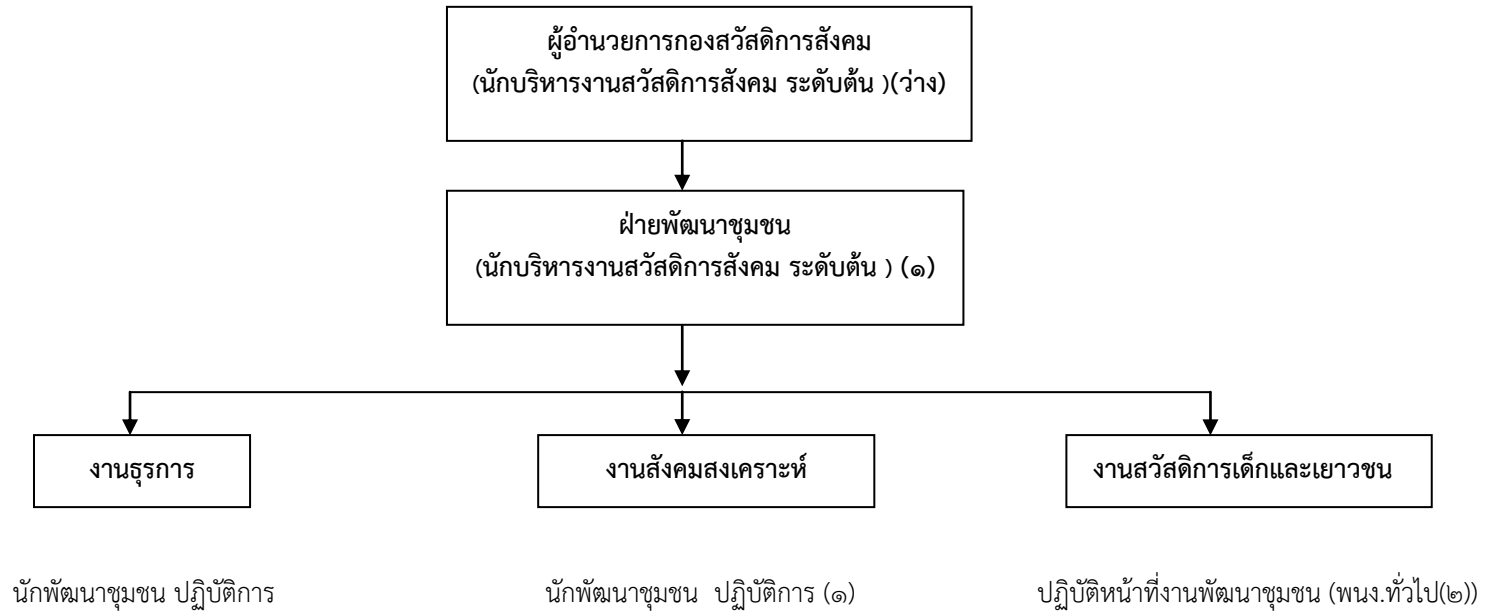 ผู้อำนวยการกองสวัสดิการสังคม
(นักบริหารงานสวัสดิการสังคม ระดับต้น )(ว่าง)
ฝ่ายพัฒนาชุมชน
(นักบริหารงานสวัสดิการสังคม ระดับต้น ) (๑)
งานธุรการ
งานสังคมสงเคราะห์
งานสวัสดิการเด็กและเยาวชน
นักพัฒนาชุมชน ปฏิบัติการ
นักพัฒนาชุมชน ปฏิบัติการ (๑)
ปฏิบัติหน้าที่งานพัฒนาชุมชน (พนง.ทั่วไป(๒))